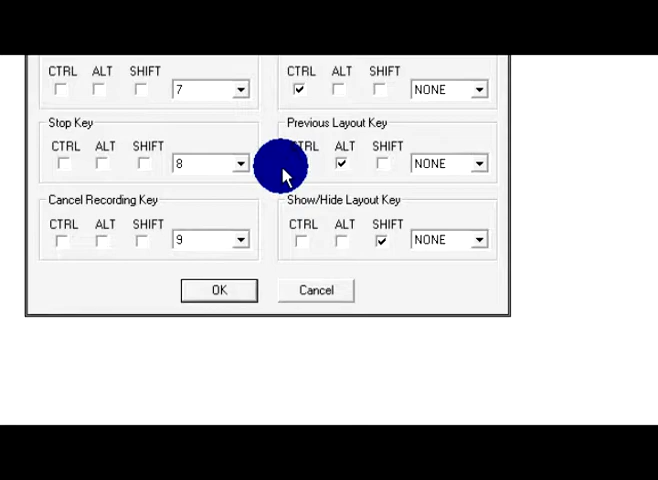 CTRL ALT SHIFT CTRL ALT SHIFT
7 NONE
Stop Key Previous Layout Key
CTRL ALT SHIFT ALT SHIFT
8 NONE
Cancel Recording Key Show/Hide Layout Key
CTRL ALT SHIFT CTRL ALT SHIFT
9 NONE
OK Cancel